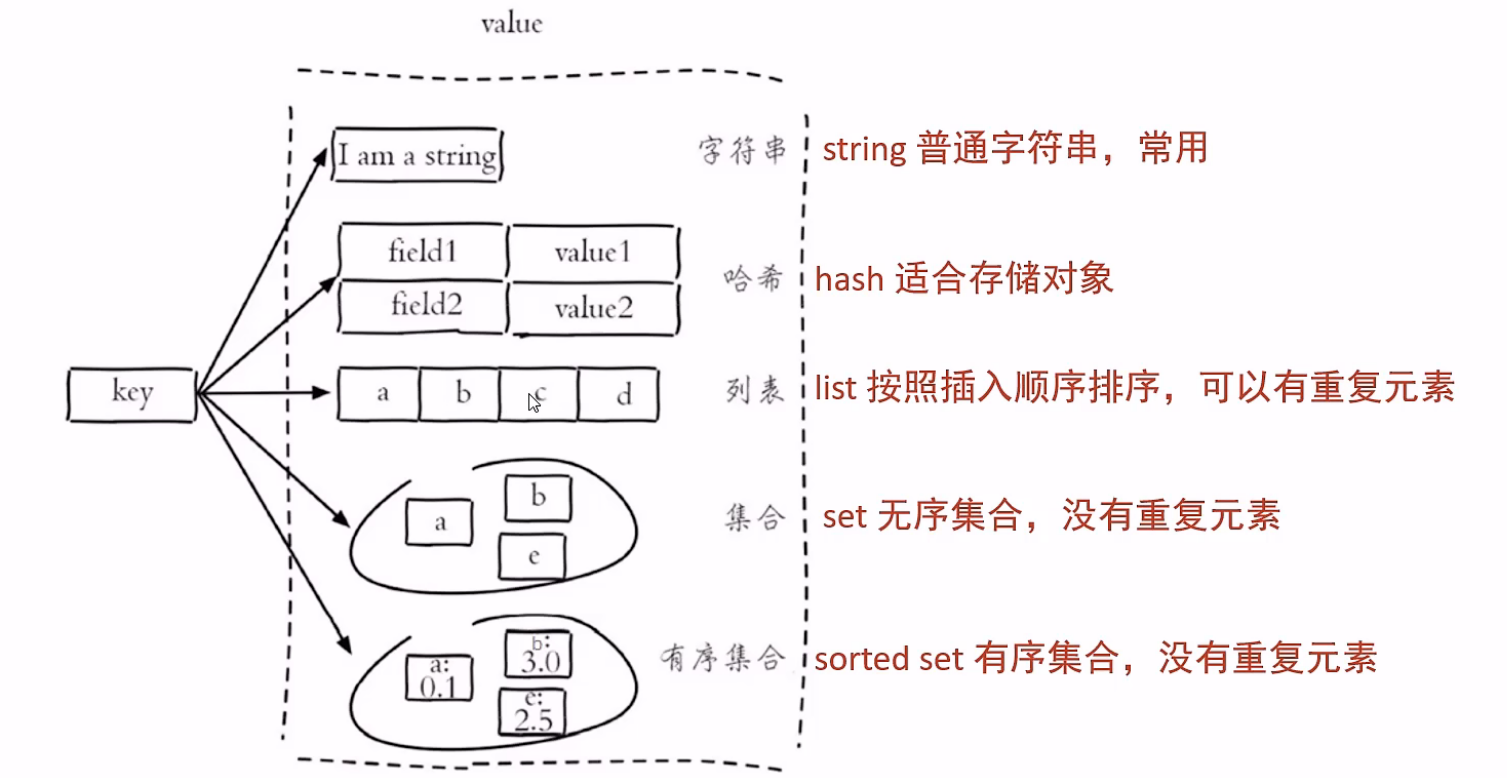 value
I am a string
字符串
string 普通字符串，常用
field1
value1
field2
value2
哈希
hash 适合存储对象
key
a
b
c
d
列表
list 按照插入顺序排序，可以有重复元素
a
b
e
集合
set 无序集合，没有重复元素
a:
0.1
b:
3.0
e:
2.5
有序集合
sorted set 有序集合，没有重复元素